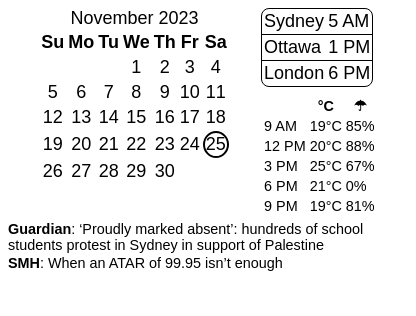 November 2023
Su Mo Tu We Th Fr Sa
1 2 3 4
5 6 7 8 9 10 11
12 13 14 15 16 17 18
19 20 21 22 23 24 25
26 27 28 29 30
Sydney 5 AM
Ottawa 1 PM
London 6 PM
°C ☂
9 AM 19°C 85%
12 PM 20°C 88%
3 PM 25°C 67%
6 PM 21°C 0%
9 PM 19°C 81%
Guardian: ‘Proudly marked absent’: hundreds of school
students protest in Sydney in support of Palestine
SMH: When an ATAR of 99.95 isn’t enough